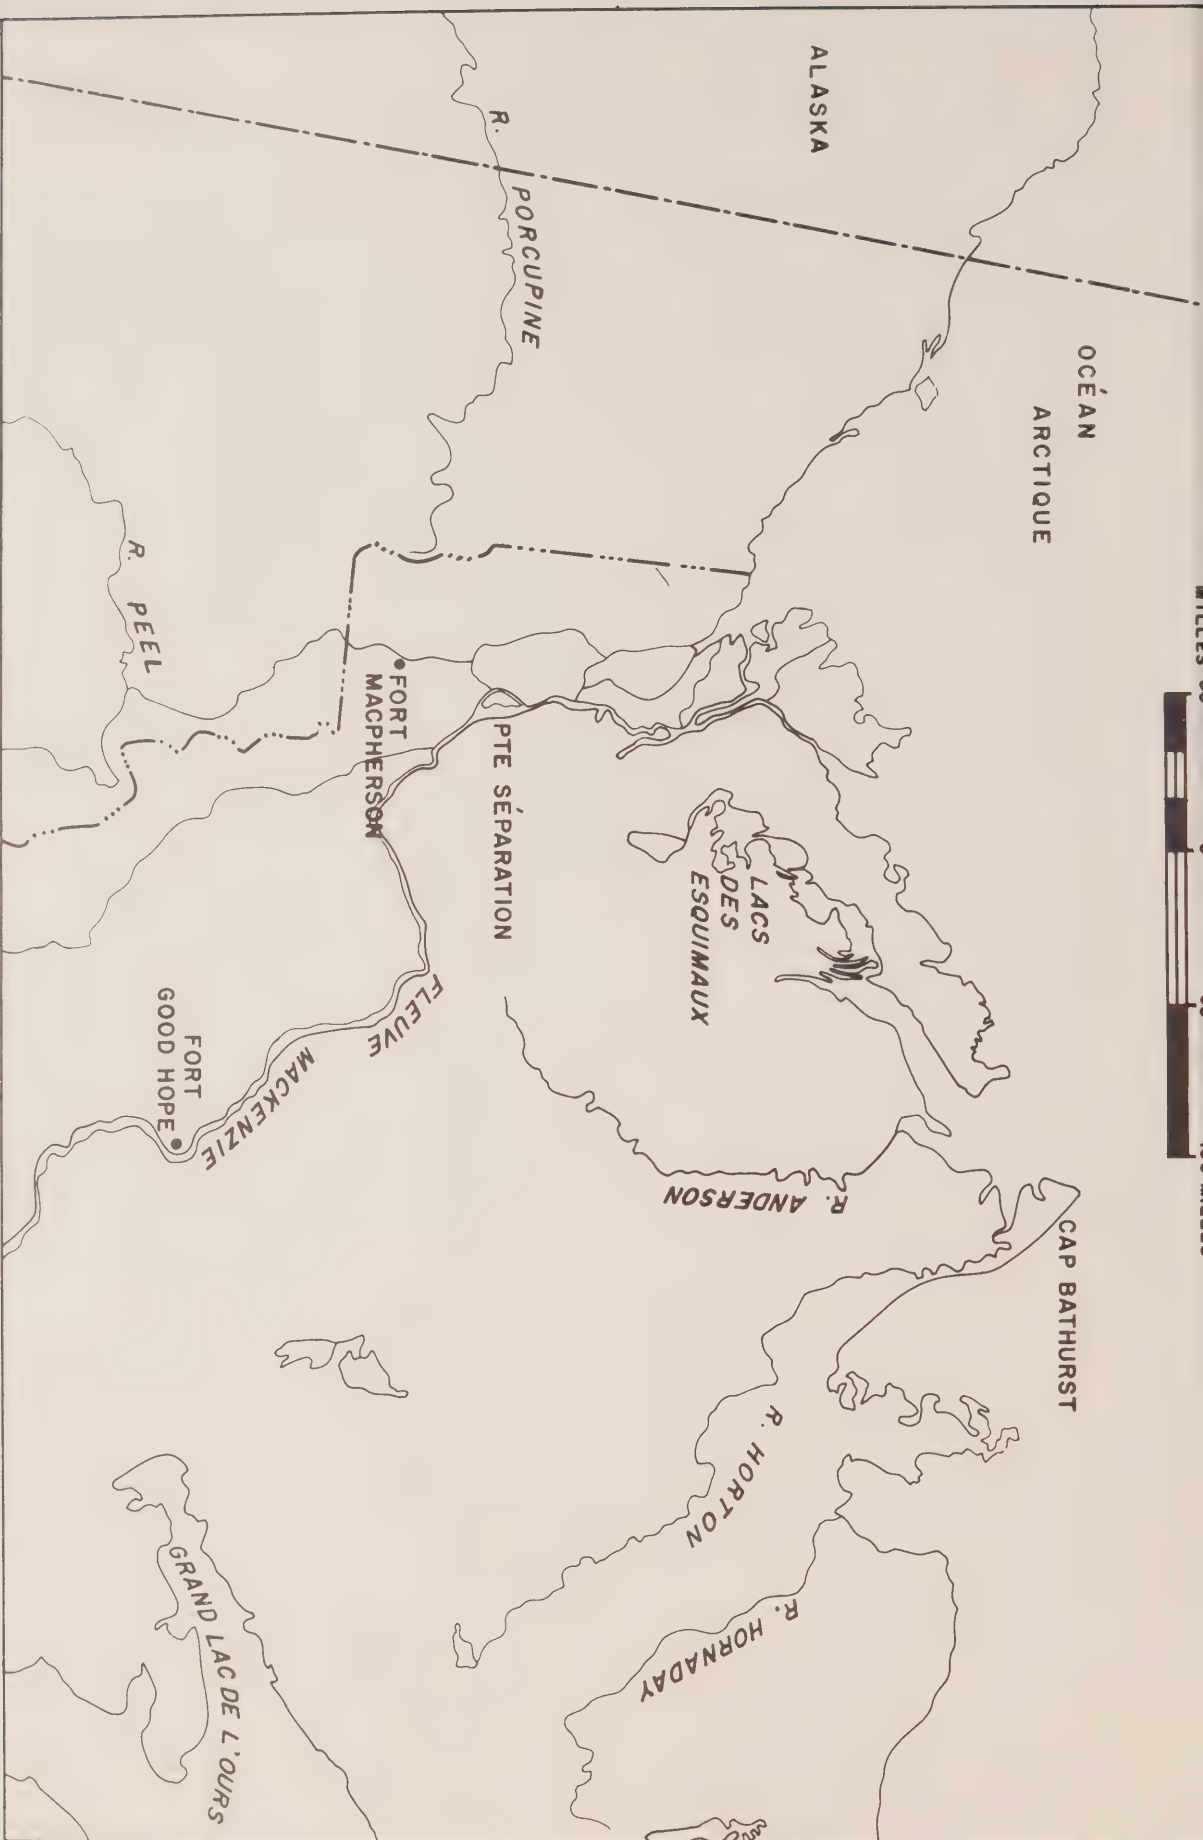 ALASKA
OCÉAN
ARCTIQUE
R. PORCUPINE
R. PEEL
FORT
MACPHERSON
PTE SÉPARATION
LACS
DES
ESQUIMAUX
FLEUVE MACKENZIE
FORT
GOOD HOPE
R. ANDERSON
CAP BATHURST
R. HORTON
R. HORNADAY
GRAND LAC DE L'OURS